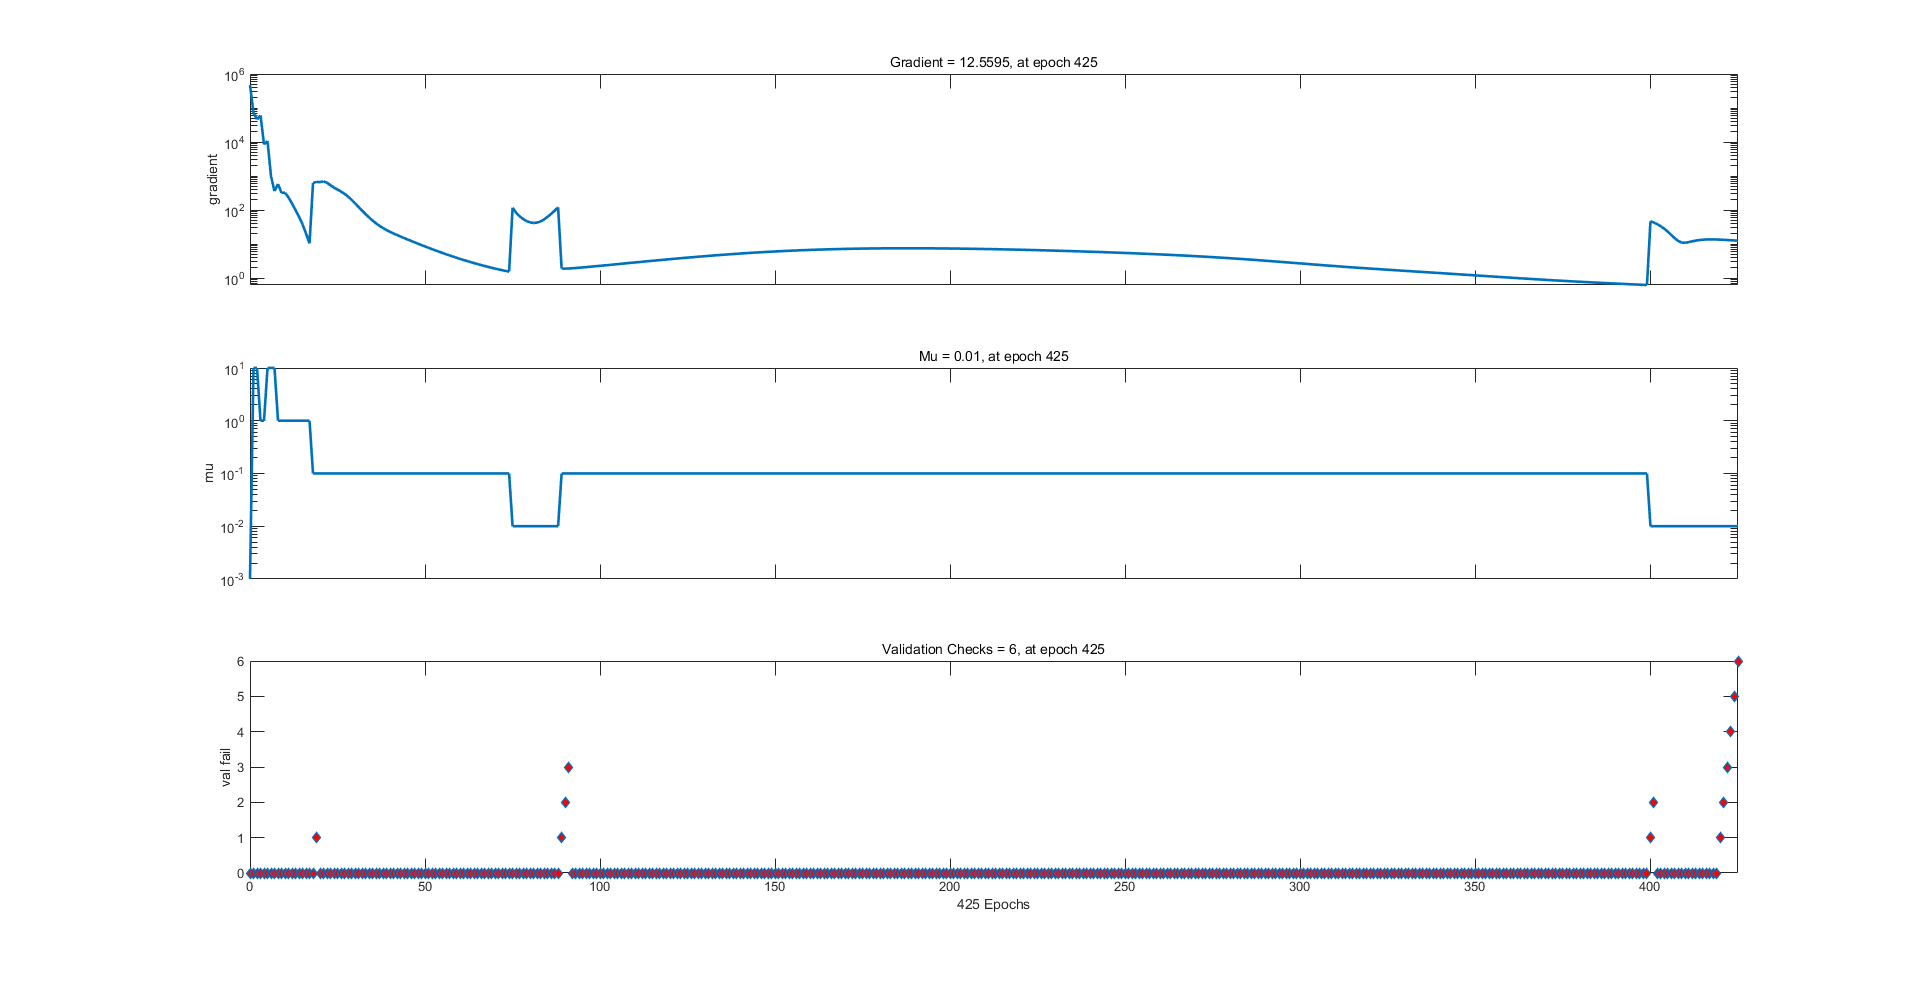 Gradient = 12.5595, at epoch 425
10^6
10^4
10^2
10^0
gradient
Mu = 0.01, at epoch 425
10^1
10^0
10^-1
10^-2
10^-3
mu
Validation Checks = 6, at epoch 425
6
5
4
3
2
1
0
val fail
0 50 100 150 200 250 300 350 400
425 Epochs